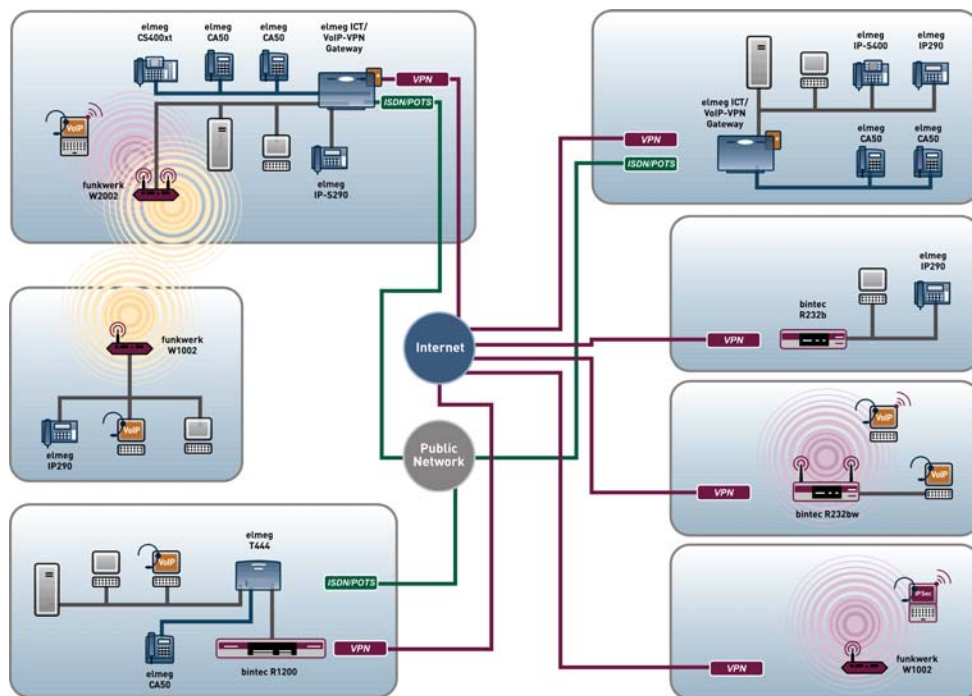 elmeg
CS400xt
elmeg
CA50
elmeg
CA50
elmeg ICT/
VoIP-VPN
Gateway
VPN
ISDN/POTS
VoIP
funkwerk
W2002
elmeg
IP-S290
elmeg
IP-S400
elmeg
IP290
elmeg ICT/
VoIP-VPN
Gateway
VPN
ISDN/POTS
elmeg
CA50
elmeg
CA50
funkwerk
W1002
elmeg
IP290
VoIP
Internet
Public
Network
elmeg
IP290
bintec
R232b
VPN
VoIP
VoIP
VPN
bintec R232bw
elmeg
T444
VoIP
ISDN/POTS
elmeg
CA50
bintec R1200
VPN
IPSec
VPN
funkwerk
W1002